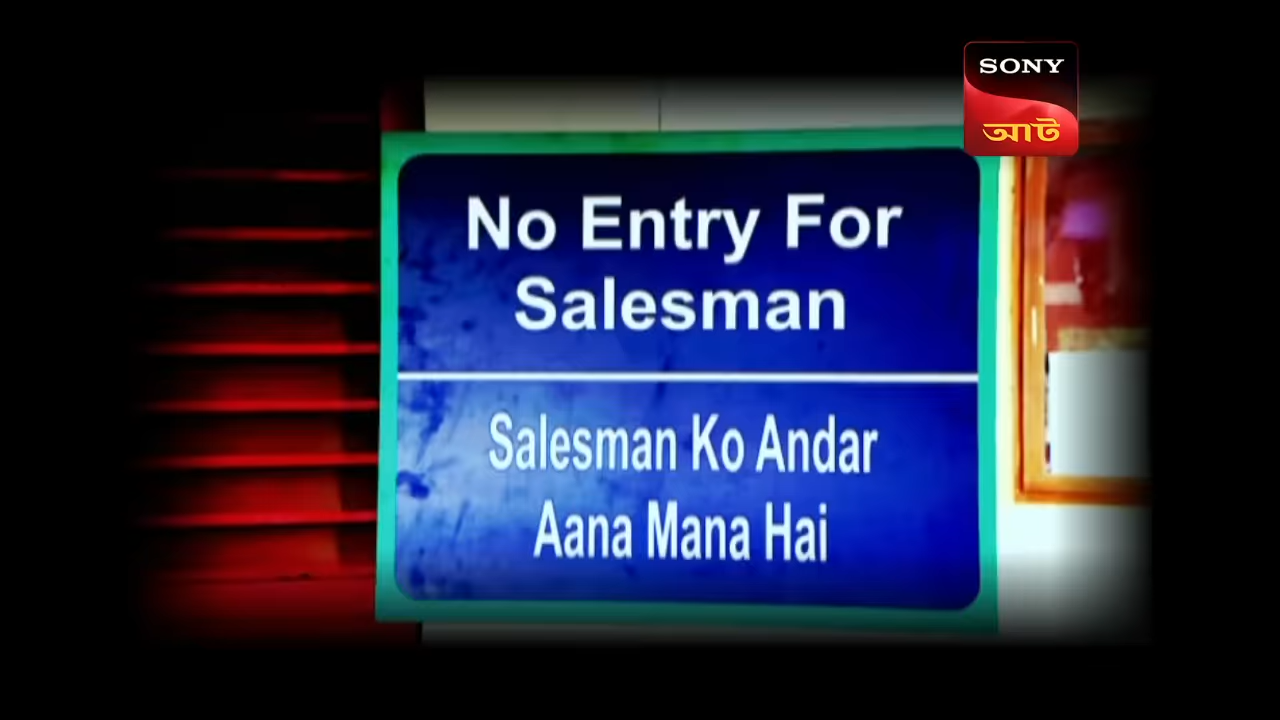 SONY
আট
No Entry For
Salesman
Salesman Ko Andar
Aana Mana Hai